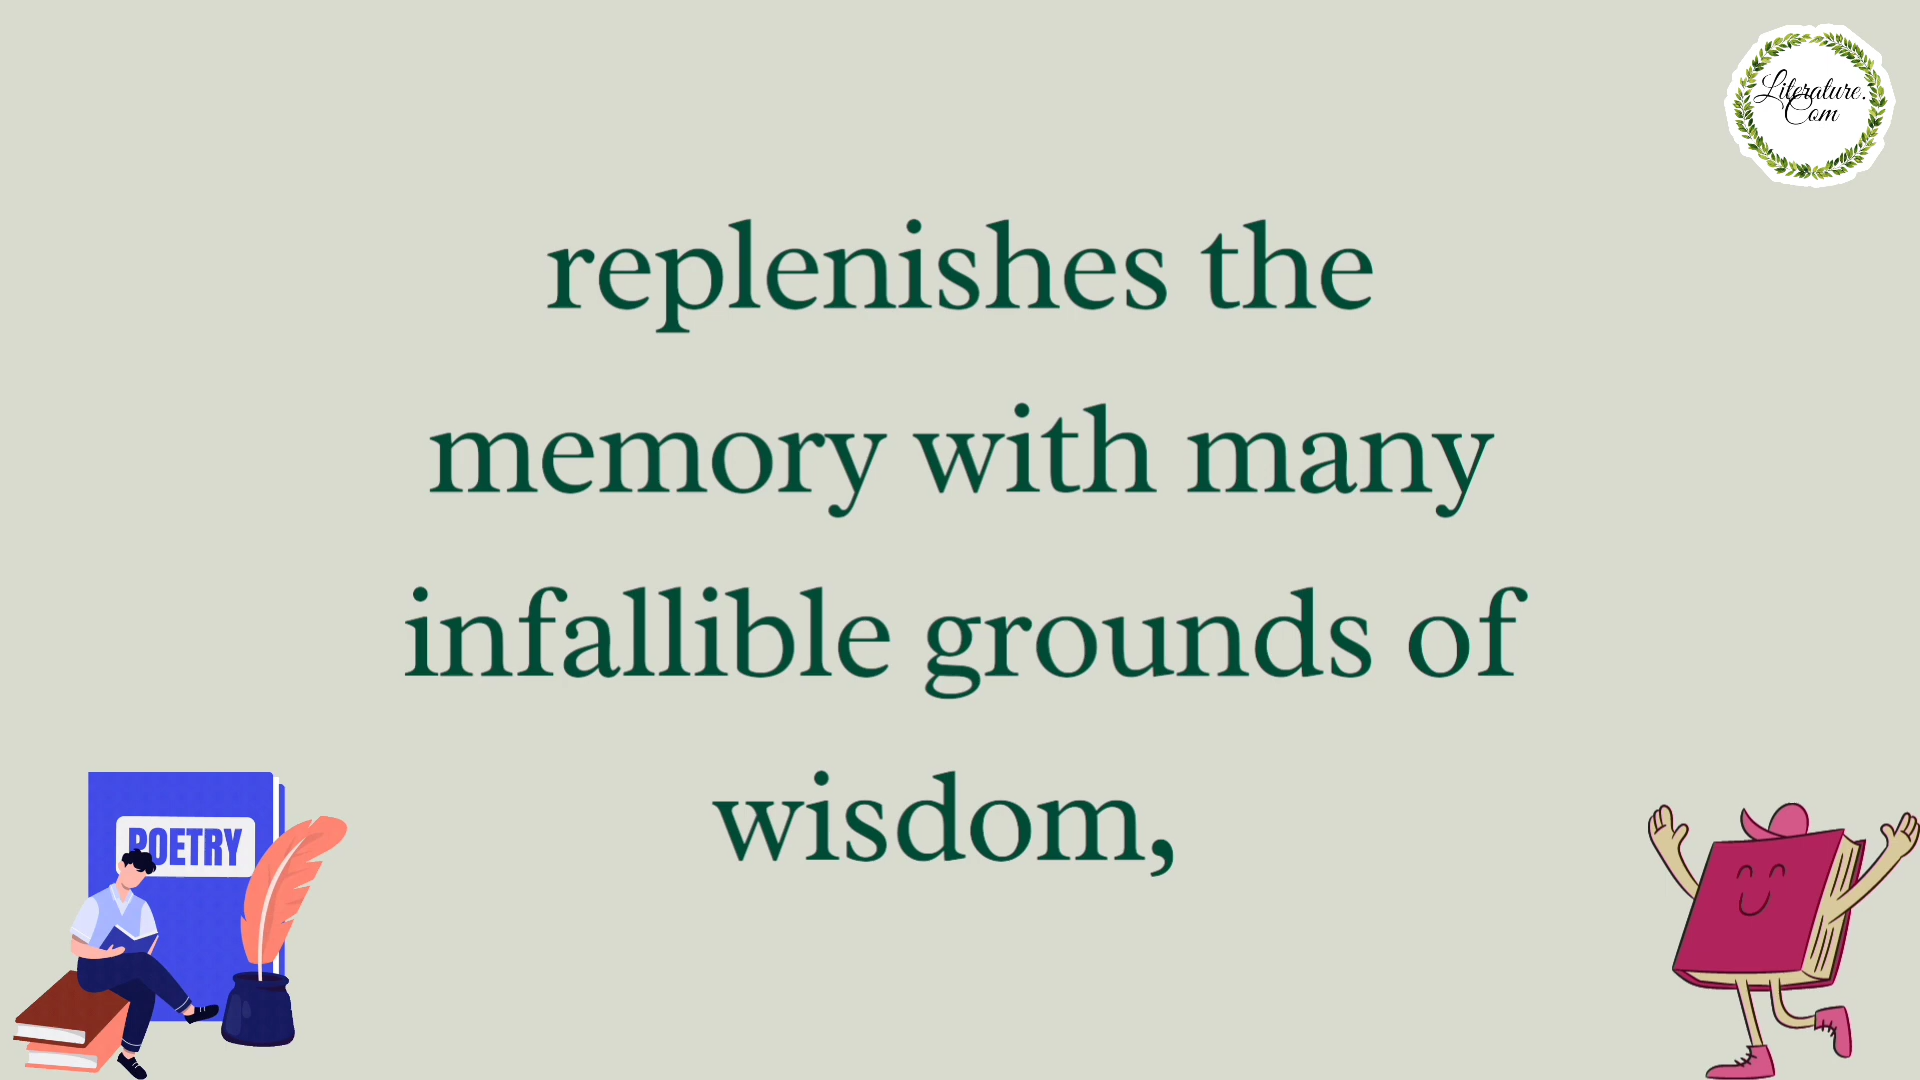 Literature.
Com
replenishes the
memory with many
infallible grounds of
wisdom,
POETRY